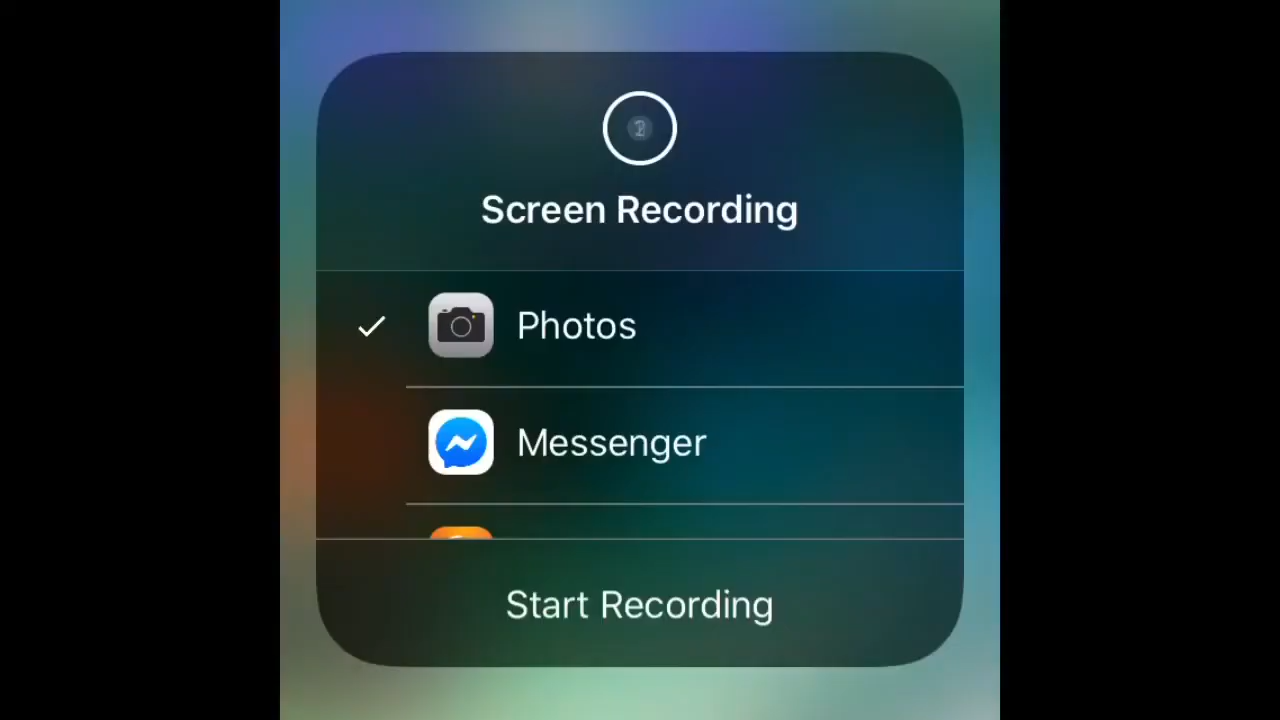 Screen Recording
Photos
Messenger
Start Recording